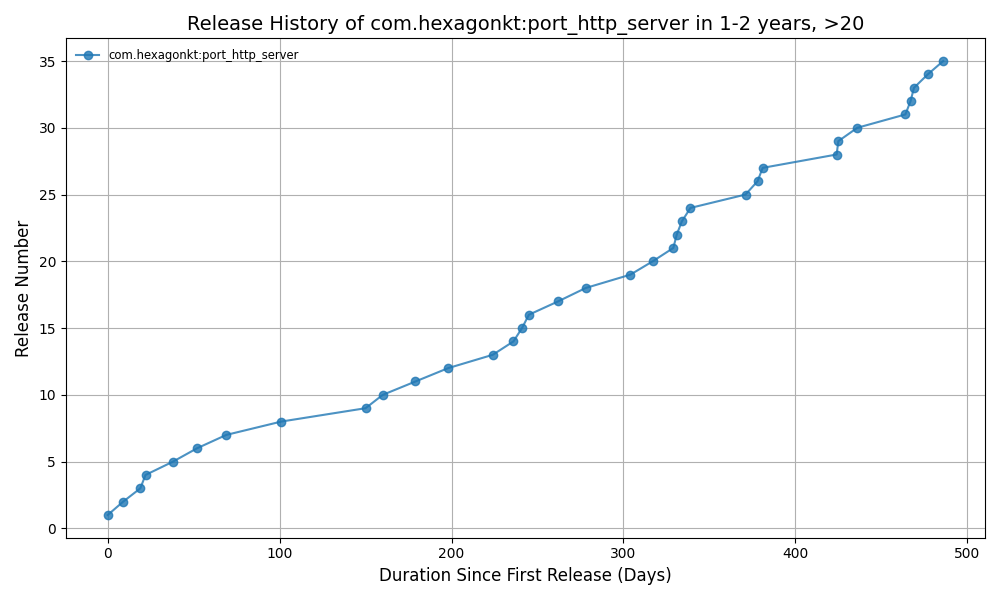 Release History of com.hexagonkt:port_http_server in 1-2 years, >20
com.hexagonkt:port_http_server
Release Number
35
30
25
20
15
10
5
0
0 100 200 300 400 500
Duration Since First Release (Days)